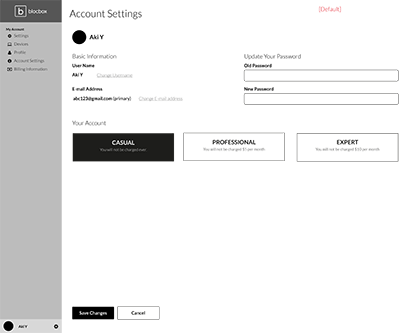 b blocbox
My Account
Settings
Devices
Profile
Account Settings
Billing Information
Aki Y
Account Settings
[Default]
Aki Y
Basic Information
User Name
Aki Y Change Username
E-mail Address
abc123@gmail.com (primary) Change E-mail address
Update Your Password
Old Password
New Password
Your Account
CASUAL
You will not be charged ever.
PROFESSIONAL
You will not be charged $5 per month
EXPERT
You will not be charged $10 per month
Save Changes
Cancel